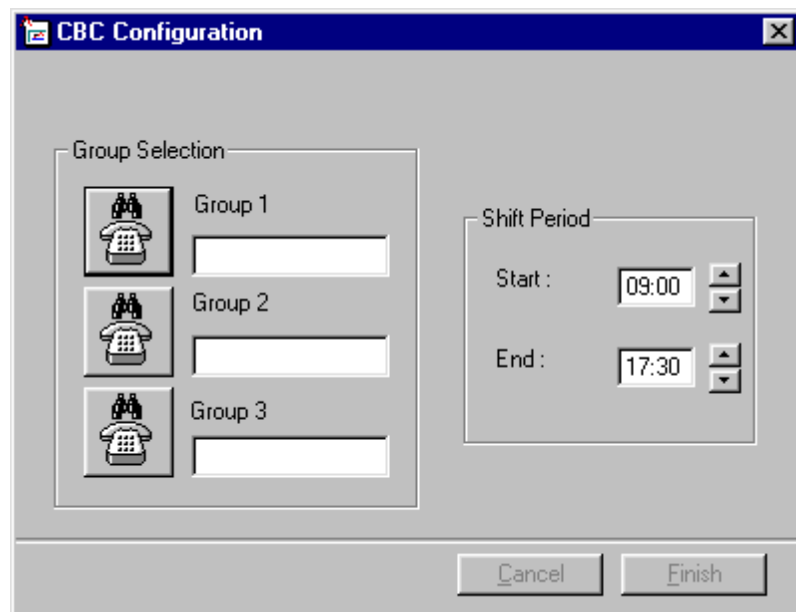 CBC Configuration
Group Selection
Group 1
Group 2
Group 3
Shift Period
Start :
09:00
End :
17:30
Cancel
Finish